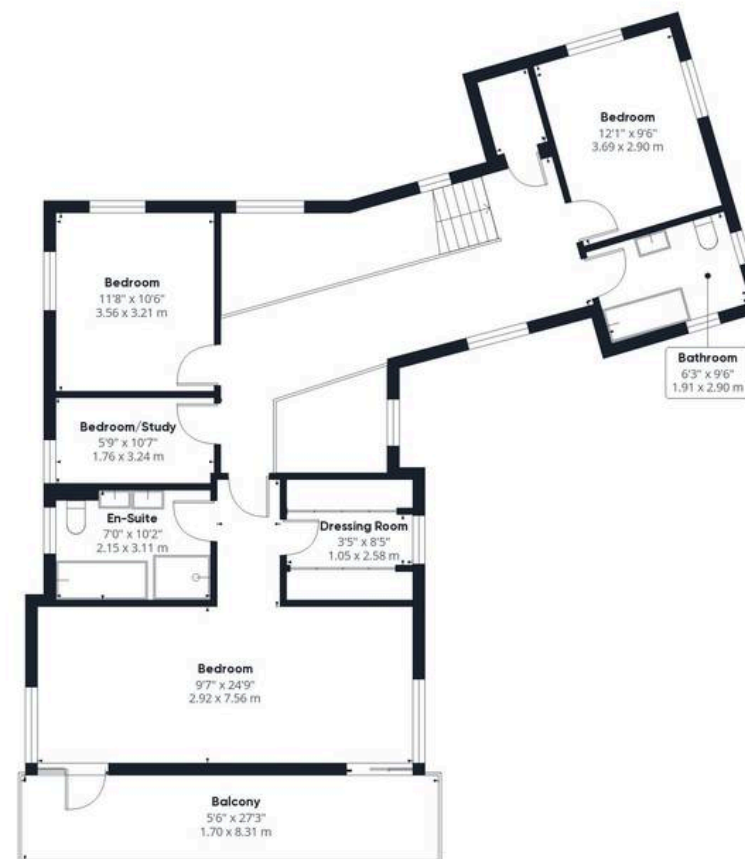 Bedroom
12'1" x 9'6"
3.69 x 2.90 m
Bedroom
11'8" x 10'6"
3.56 x 3.21 m
Bathroom
6'3" x 9'6"
1.91 x 2.90 m
Bedroom/Study
5'9" x 10'7"
1.76 x 3.24 m
En-Suite
7'0" x 10'2"
2.15 x 3.11 m
Dressing Room
3'5" x 8'5"
1.05 x 2.58 m
Bedroom
9'7" x 24'9"
2.92 x 7.56 m
Balcony
5'6" x 27'3"
1.70 x 8.31 m